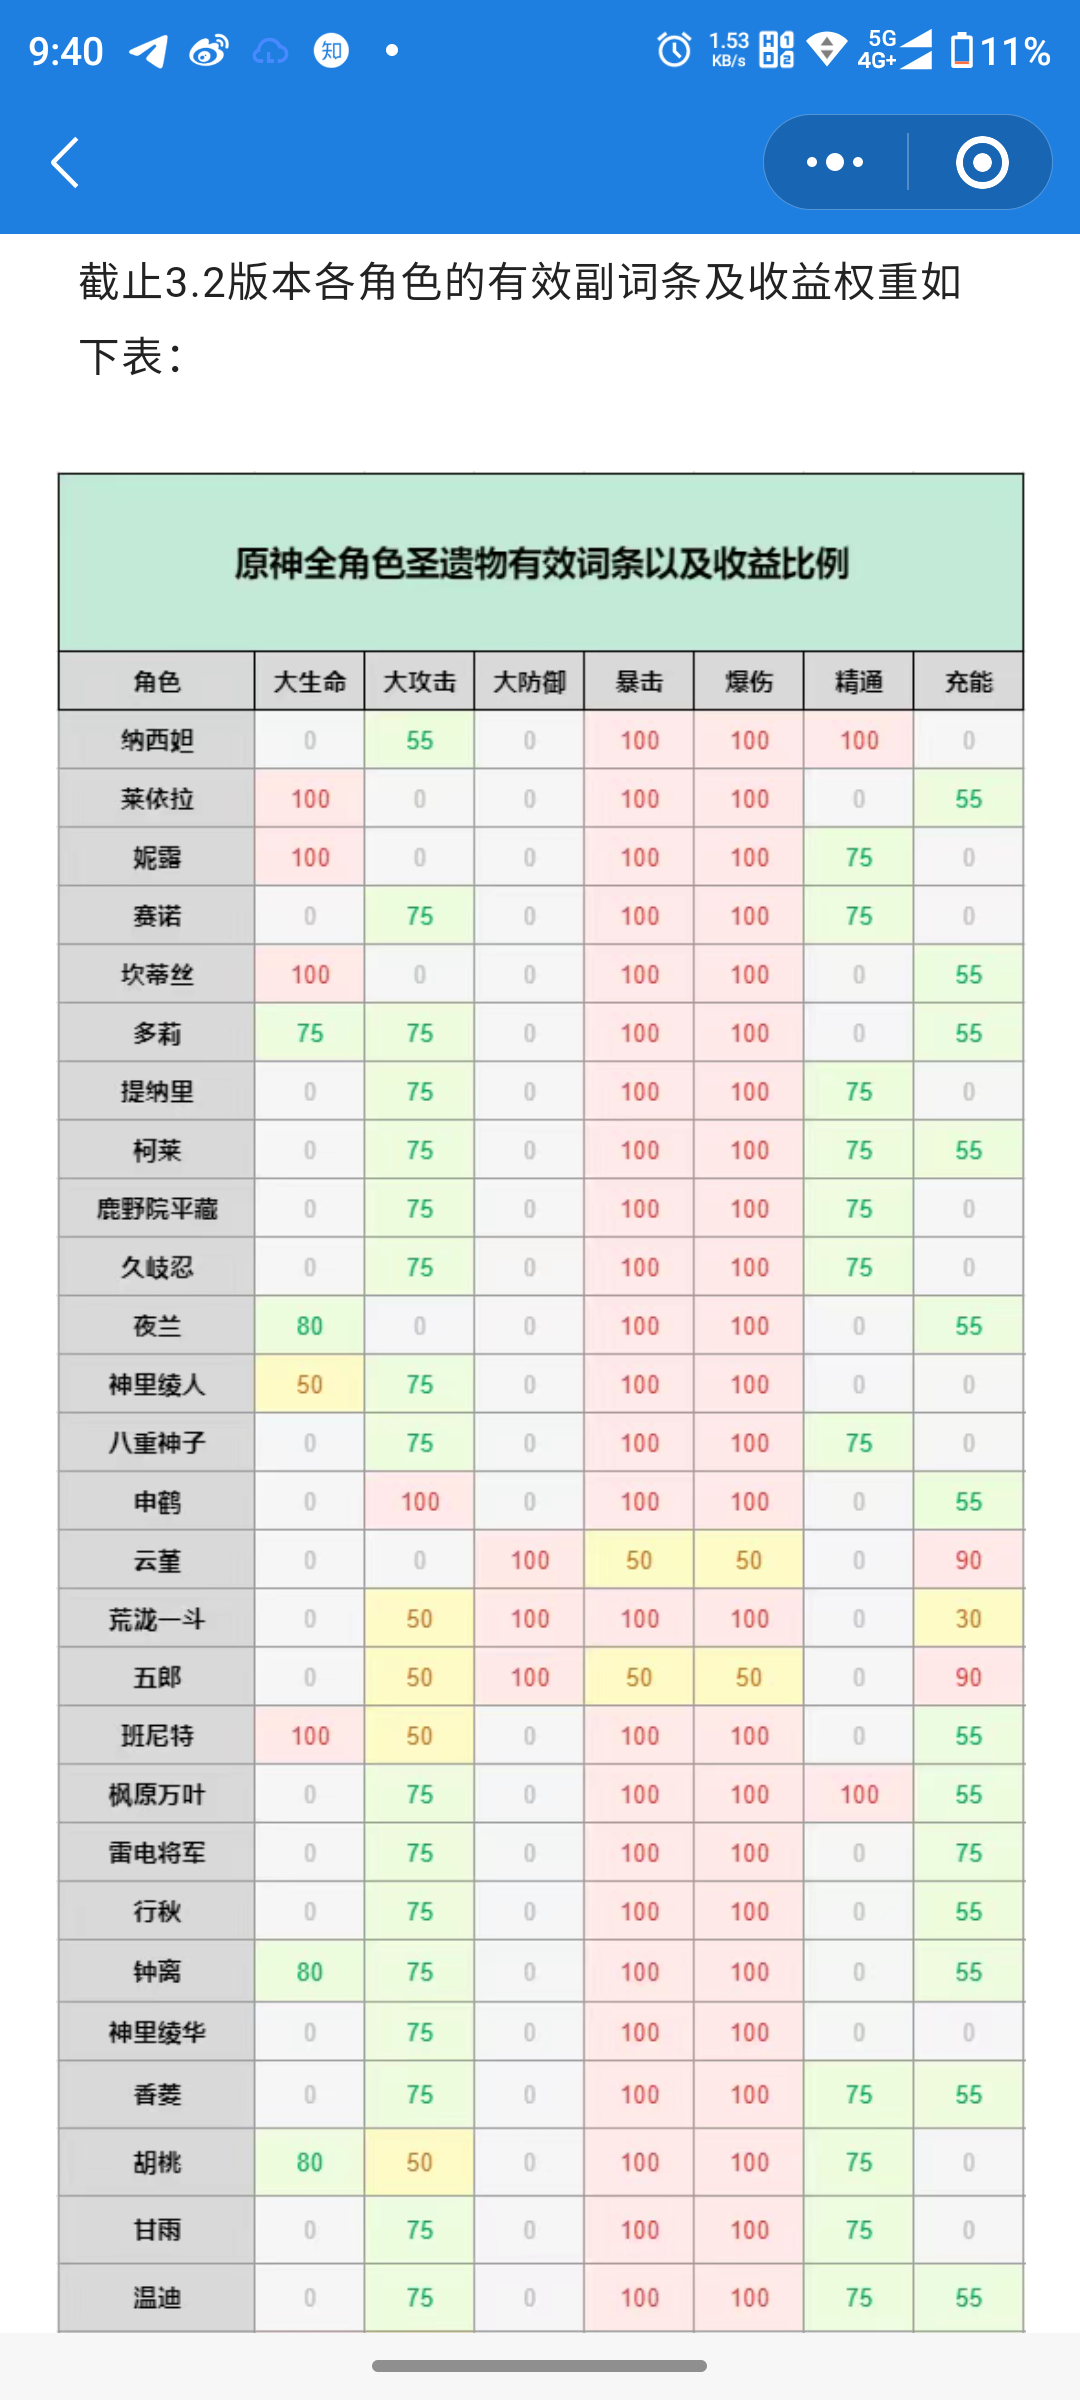 9:40 知 1.53 KB/s HD 1 2 5G 4G+ 11%
截止3.2版本各角色的有效副词条及收益权重如
下表：
原神全角色圣遗物有效词条以及收益比例
角色 大生命 大攻击 大防御 暴击 爆伤 精通 充能
纳西妲 0 55 0 100 100 100 0
莱依拉 100 0 0 100 100 0 55
妮露 100 0 0 100 100 75 0
赛诺 0 75 0 100 100 75 0
坎蒂丝 100 0 0 100 100 0 55
多莉 75 75 0 100 100 0 55
提纳里 0 75 0 100 100 75 0
柯莱 0 75 0 100 100 75 55
鹿野院平藏 0 75 0 100 100 75 0
久岐忍 0 75 0 100 100 75 0
夜兰 80 0 0 100 100 0 55
神里绫人 50 75 0 100 100 0 0
八重神子 0 75 0 100 100 75 0
申鹤 0 100 0 100 100 0 55
云堇 0 0 100 50 50 0 90
荒泷一斗 0 50 100 100 100 0 30
五郎 0 50 100 50 50 0 90
班尼特 100 50 0 100 100 0 55
枫原万叶 0 75 0 100 100 100 55
雷电将军 0 75 0 100 100 0 75
行秋 0 75 0 100 100 0 55
钟离 80 75 0 100 100 0 55
神里绫华 0 75 0 100 100 0 0
香菱 0 75 0 100 100 75 55
胡桃 80 50 0 100 100 75 0
甘雨 0 75 0 100 100 75 0
温迪 0 75 0 100 100 75 55